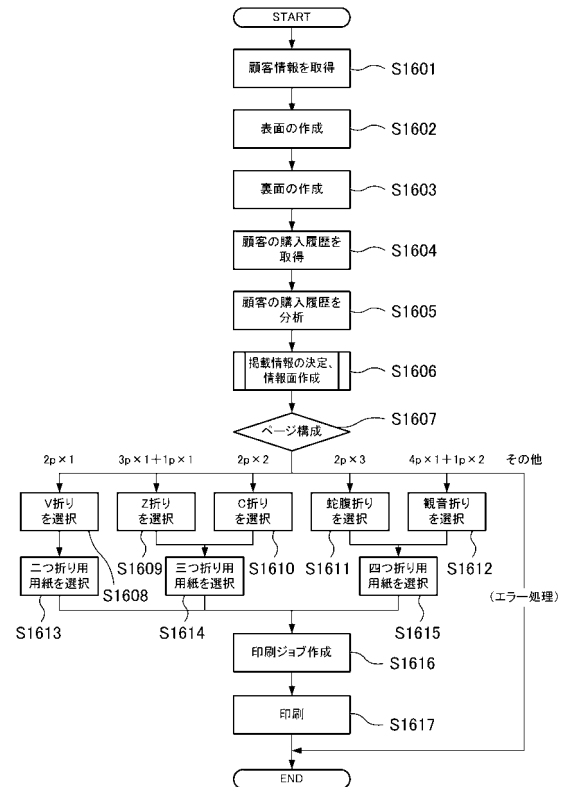 START
顧客情報を取得
S1601
表面の作成
S1602
裏面の作成
S1603
顧客の購入履歴を
取得
S1604
顧客の購入履歴を
分析
S1605
掲載情報の決定、
情報面作成
S1606
ページ構成
S1607
2p×1
3p×1+1p×1
2p×2
2p×3
4p×1+1p×2
その他
V折り
を選択
Z折り
を選択
C折り
を選択
蛇腹折り
を選択
観音折り
を選択
S1608
S1609
S1610
S1611
S1612
二つ折り用
用紙を選択
三つ折り用
用紙を選択
四つ折り用
用紙を選択
(エラー処理)
S1613
S1614
S1615
印刷ジョブ作成
S1616
印刷
S1617
END